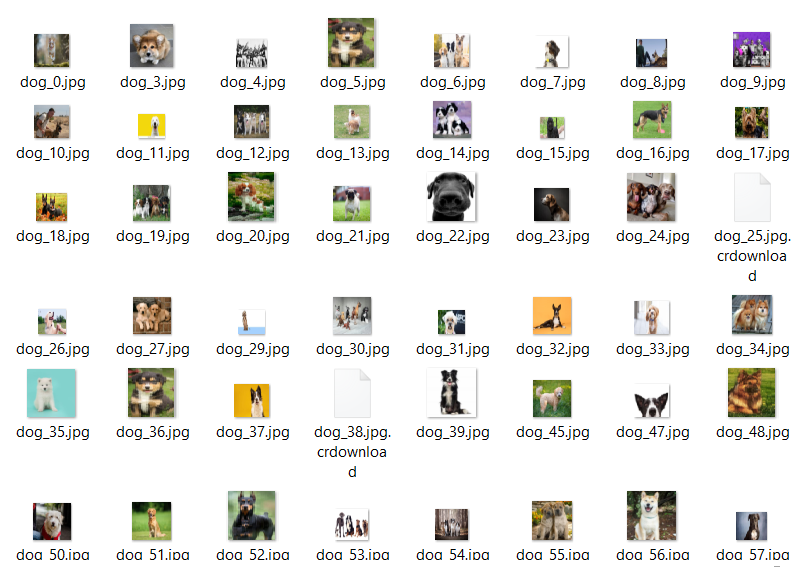 dog_0.jpg dog_3.jpg dog_4.jpg dog_5.jpg dog_6.jpg dog_7.jpg dog_8.jpg dog_9.jpg
dog_10.jpg dog_11.jpg dog_12.jpg dog_13.jpg dog_14.jpg dog_15.jpg dog_16.jpg dog_17.jpg
dog_18.jpg dog_19.jpg dog_20.jpg dog_21.jpg dog_22.jpg dog_23.jpg dog_24.jpg dog_25.jpg.
crdownloa
d
dog_26.jpg dog_27.jpg dog_29.jpg dog_30.jpg dog_31.jpg dog_32.jpg dog_33.jpg dog_34.jpg
dog_35.jpg dog_36.jpg dog_37.jpg dog_38.jpg. dog_39.jpg dog_45.jpg dog_47.jpg dog_48.jpg
crdownloa
d
dog_50.jpg dog_51.jpg dog_52.jpg dog_53.jpg dog_54.jpg dog_55.jpg dog_56.jpg dog_57.jpg